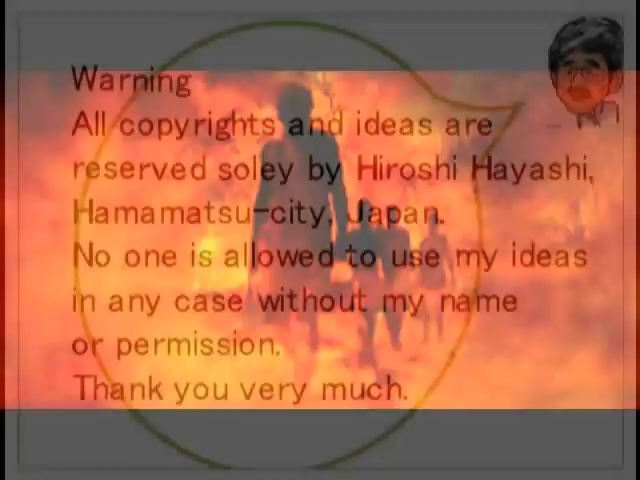 Warning
All copyrights and ideas are
reserved soley by Hiroshi Hayashi,
Hamamatsu-city, Japan.
No one is allowed to use my ideas
in any case without my name
or permission.
Thank you very much.